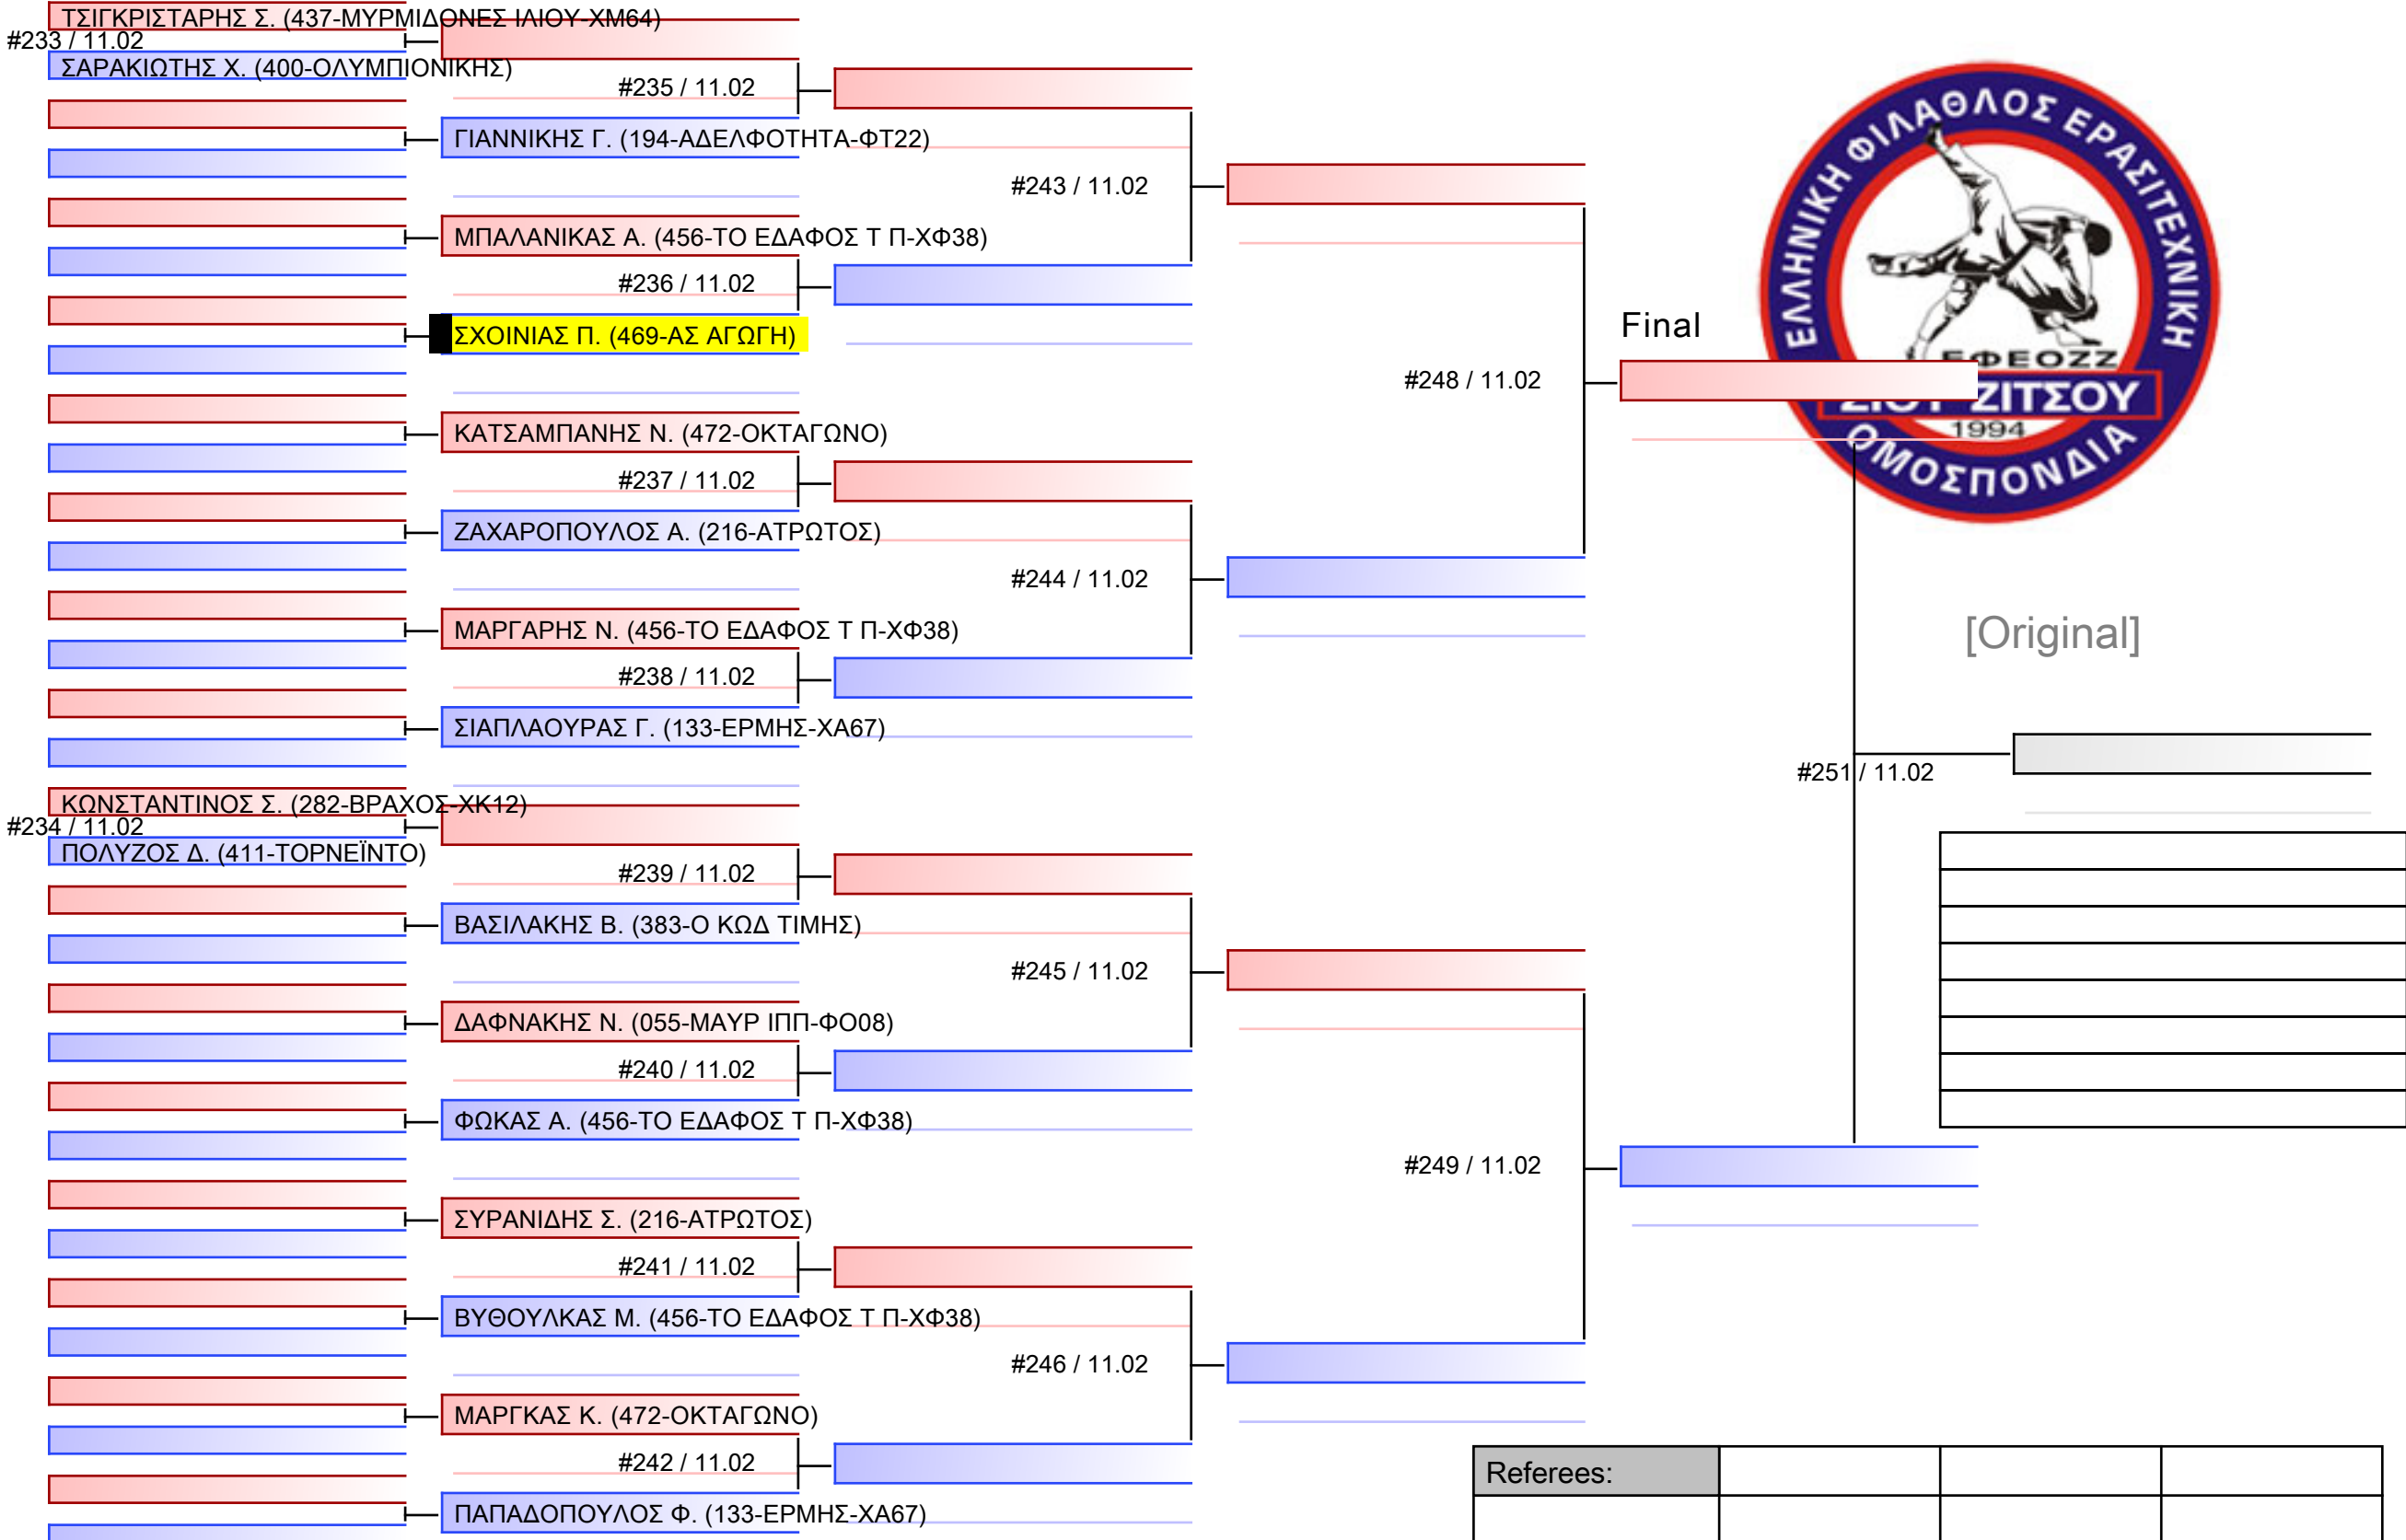 ΤΣΙΓΚΡΙΣΤΑΡΗΣ Σ. (437-ΜΥΡΜΙΔΟΝΕΣ ΙΛΙΟΥ-ΧΜ64)
#233 / 11.02
ΣΑΡΑΚΙΩΤΗΣ Χ. (400-ΟΛΥΜΠΙΟΝΙΚΗΣ)
#235 / 11.02
ΓΙΑΝΝΙΚΗΣ Γ. (194-ΑΔΕΛΦΟΤΗΤΑ-ΦΤ22)
#243 / 11.02
ΜΠΑΛΑΝΙΚΑΣ Α. (456-ΤΟ ΕΔΑΦΟΣ Τ Π-ΧΦ38)
#236 / 11.02
ΣΧΟΙΝΙΑΣ Π. (469-ΑΣ ΑΓΩΓΗ)
#248 / 11.02
ΚΑΤΣΑΜΠΑΝΗΣ Ν. (472-ΟΚΤΑΓΩΝΟ)
#237 / 11.02
ΖΑΧΑΡΟΠΟΥΛΟΣ Α. (216-ΑΤΡΩΤΟΣ)
#244 / 11.02
ΜΑΡΓΑΡΗΣ Ν. (456-ΤΟ ΕΔΑΦΟΣ Τ Π-ΧΦ38)
#238 / 11.02
ΣΙΑΠΛΑΟΥΡΑΣ Γ. (133-ΕΡΜΗΣ-ΧΑ67)
Final
ΕΛΛΗΝΙΚΗ ΦΙΛΑΘΛΟΣ ΕΡΑΣΙΤΕΧΝΙΚΗ
ΕΦΕΟΖΖ
ΖΙΤΣΟΥ
1994
ΟΜΟΣΠΟΝΔΙΑ
[Original]
#251 / 11.02
ΚΩΝΣΤΑΝΤΙΝΟΣ Σ. (282-ΒΡΑΧΟΣ-ΧΚ12)
#234 / 11.02
ΠΟΛΥΖΟΣ Δ. (411-ΤΟΡΝΕΪΝΤΟ)
#239 / 11.02
ΒΑΣΙΛΑΚΗΣ Β. (383-Ο ΚΩΔ ΤΙΜΗΣ)
#245 / 11.02
ΔΑΦΝΑΚΗΣ Ν. (055-ΜΑΥΡ ΙΠΠ-ΦΟ08)
#240 / 11.02
ΦΩΚΑΣ Α. (456-ΤΟ ΕΔΑΦΟΣ Τ Π-ΧΦ38)
#249 / 11.02
ΣΥΡΑΝΙΔΗΣ Σ. (216-ΑΤΡΩΤΟΣ)
#241 / 11.02
ΒΥΘΟΥΛΚΑΣ Μ. (456-ΤΟ ΕΔΑΦΟΣ Τ Π-ΧΦ38)
#246 / 11.02
ΜΑΡΓΚΑΣ Κ. (472-ΟΚΤΑΓΩΝΟ)
#242 / 11.02
ΠΑΠΑΔΟΠΟΥΛΟΣ Φ. (133-ΕΡΜΗΣ-ΧΑ67)
Referees: